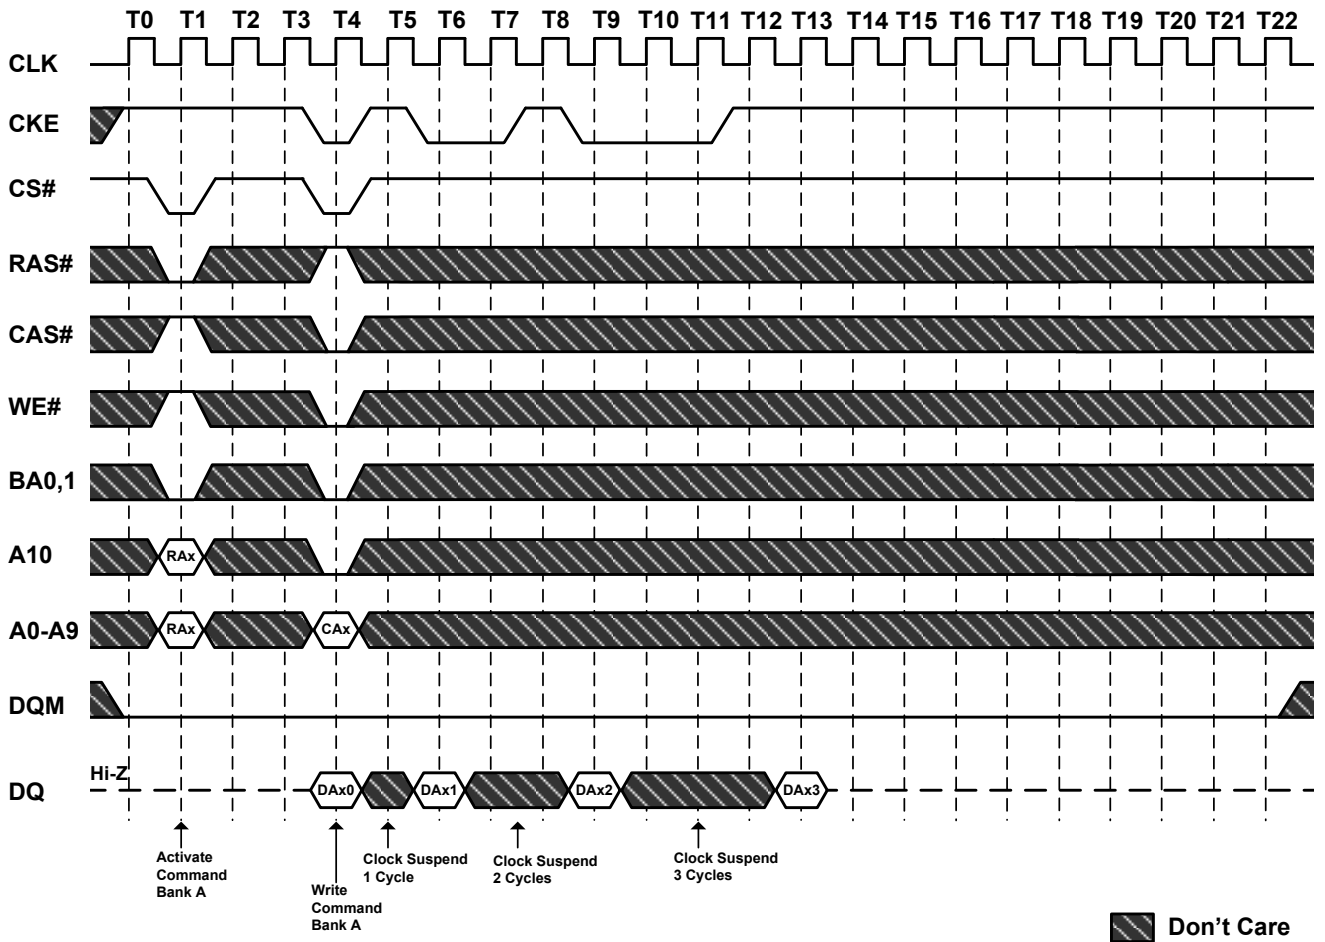 T0 T1 T2 T3 T4 T5 T6 T7 T8 T9 T10 T11 T12 T13 T14 T15 T16 T17 T18 T19 T20 T21 T22
CLK
CKE
CS#
RAS#
CAS#
WE#
BA0,1
A10 RAx
A0-A9 RAx CAx
DQM
Hi-Z
DQ DAx0 DAx1 DAx2 DAx3
Activate
Command
Bank A
Write
Command
Bank A
Clock Suspend
1 Cycle
Clock Suspend
2 Cycles
Clock Suspend
3 Cycles
Don't Care